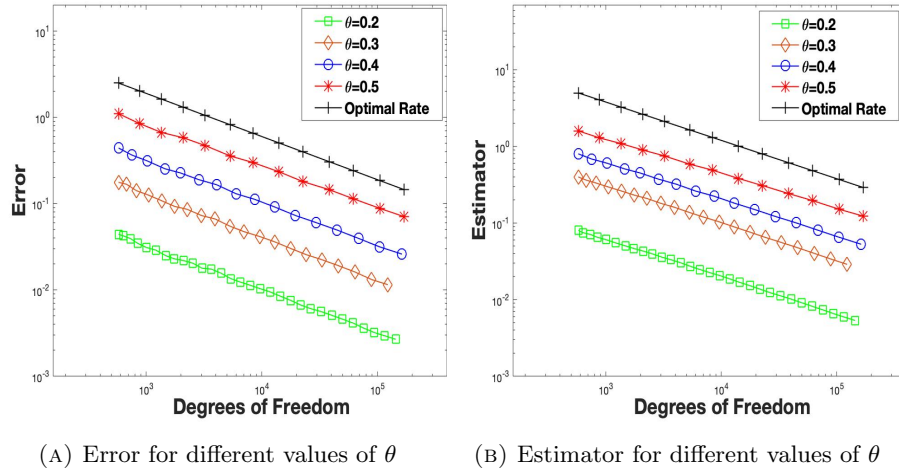 10^1
10^0
10^-1
10^-2
10^-3
Error
θ=0.2
θ=0.3
θ=0.4
θ=0.5
Optimal Rate
10^3
10^4
10^5
Degrees of Freedom
(A) Error for different values of θ
10^1
10^0
10^-1
10^-2
10^-3
Estimator
θ=0.2
θ=0.3
θ=0.4
θ=0.5
Optimal Rate
10^3
10^4
10^5
Degrees of Freedom
(B) Estimator for different values of θ